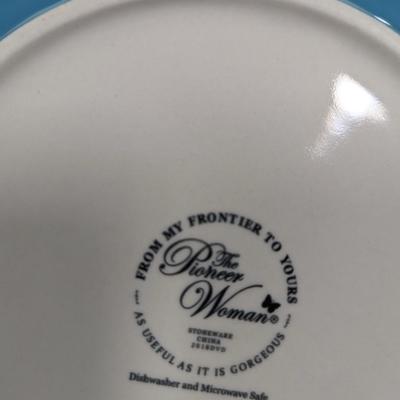 FROM MY FRONTIER TO YOURS
The
Pioneer
Woman®
STONEWARE
CHINA
2018DVD
AS USEFUL AS IT IS GORGEOUS
Dishwasher and Microwave Safe